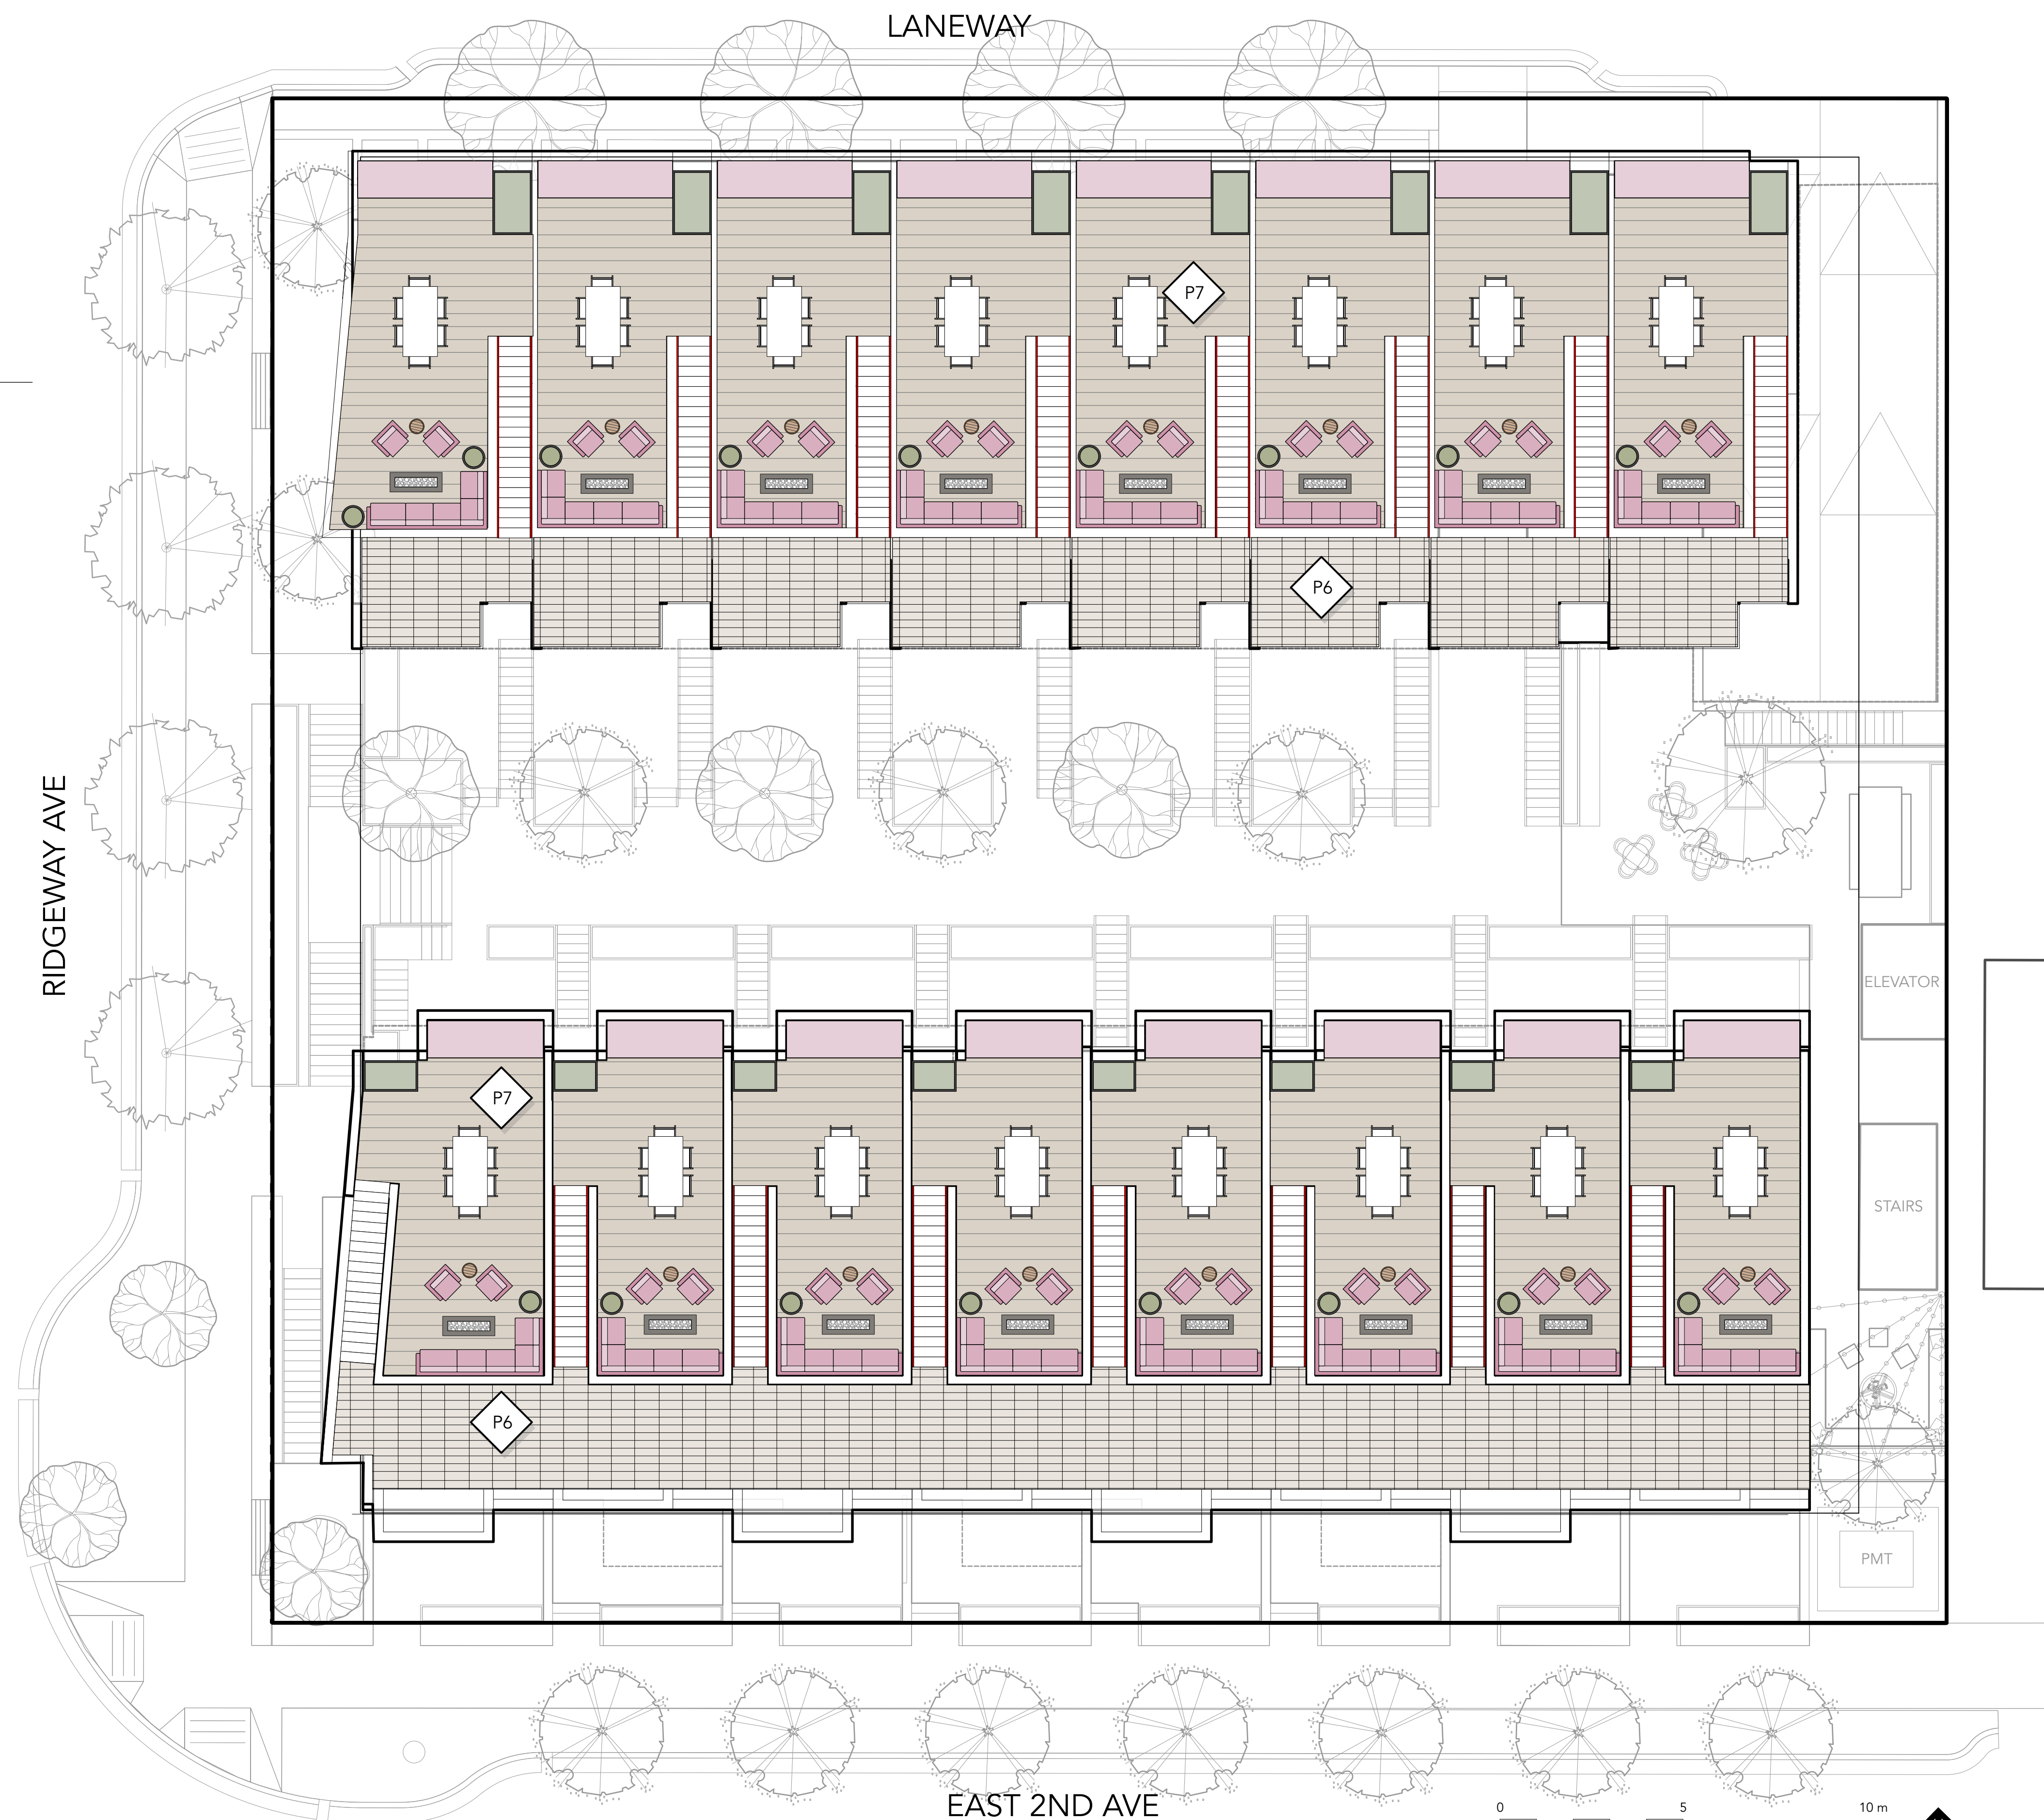 LANEWAY
P7
P6
RIDGEWAY AVE
ELEVATOR
P7
STAIRS
P6
PMT
EAST 2ND AVE
0 5 10 m